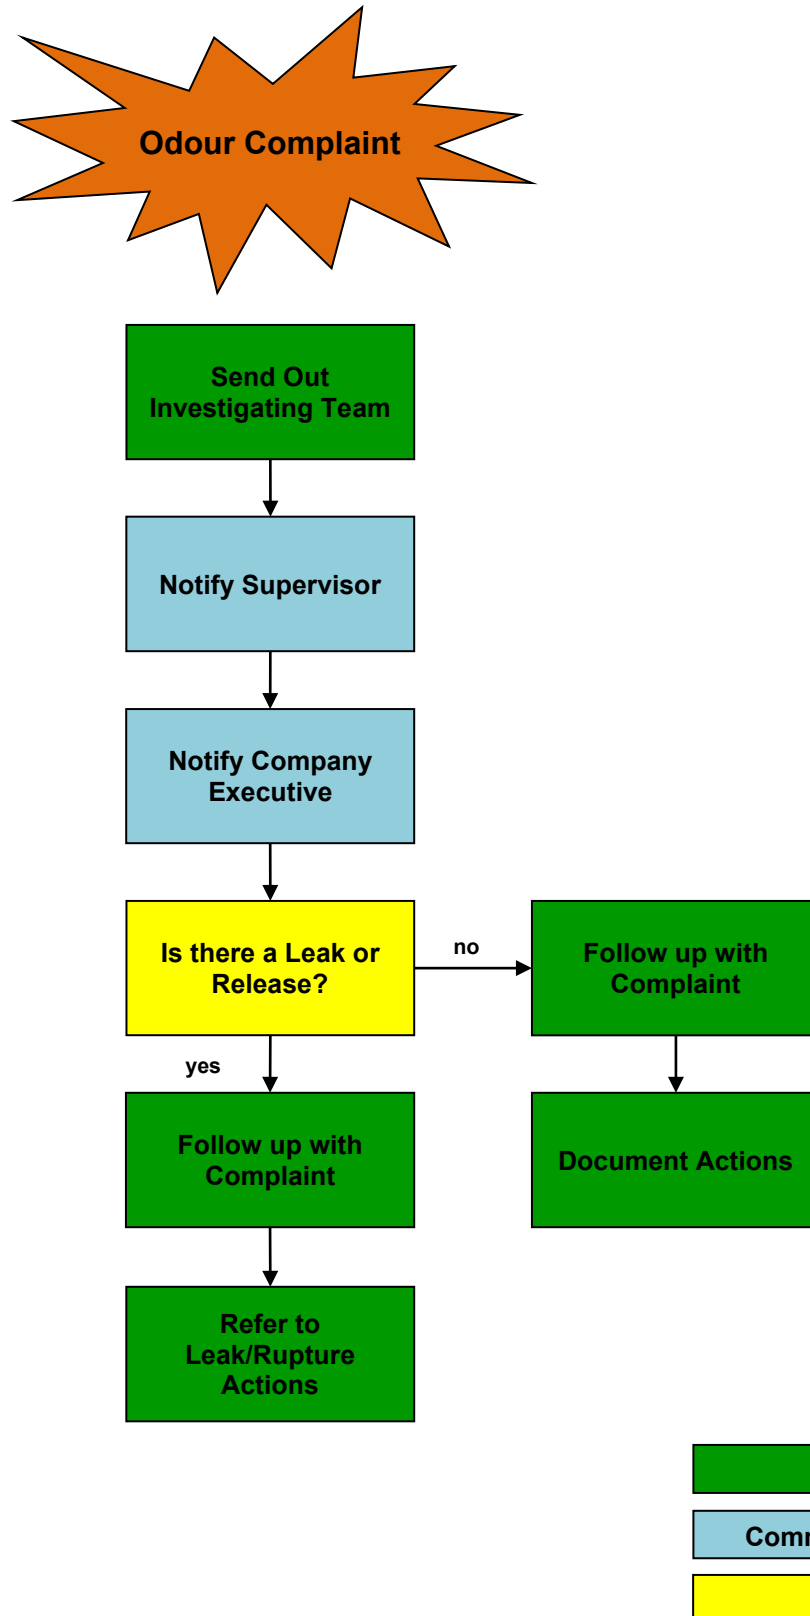 Odour Complaint
Send Out
Investigating Team
Notify Supervisor
Notify Company
Executive
Is there a Leak or
Release?
no
Follow up with
Complaint
yes
Follow up with
Complaint
Document Actions
Refer to
Leak/Rupture
Actions